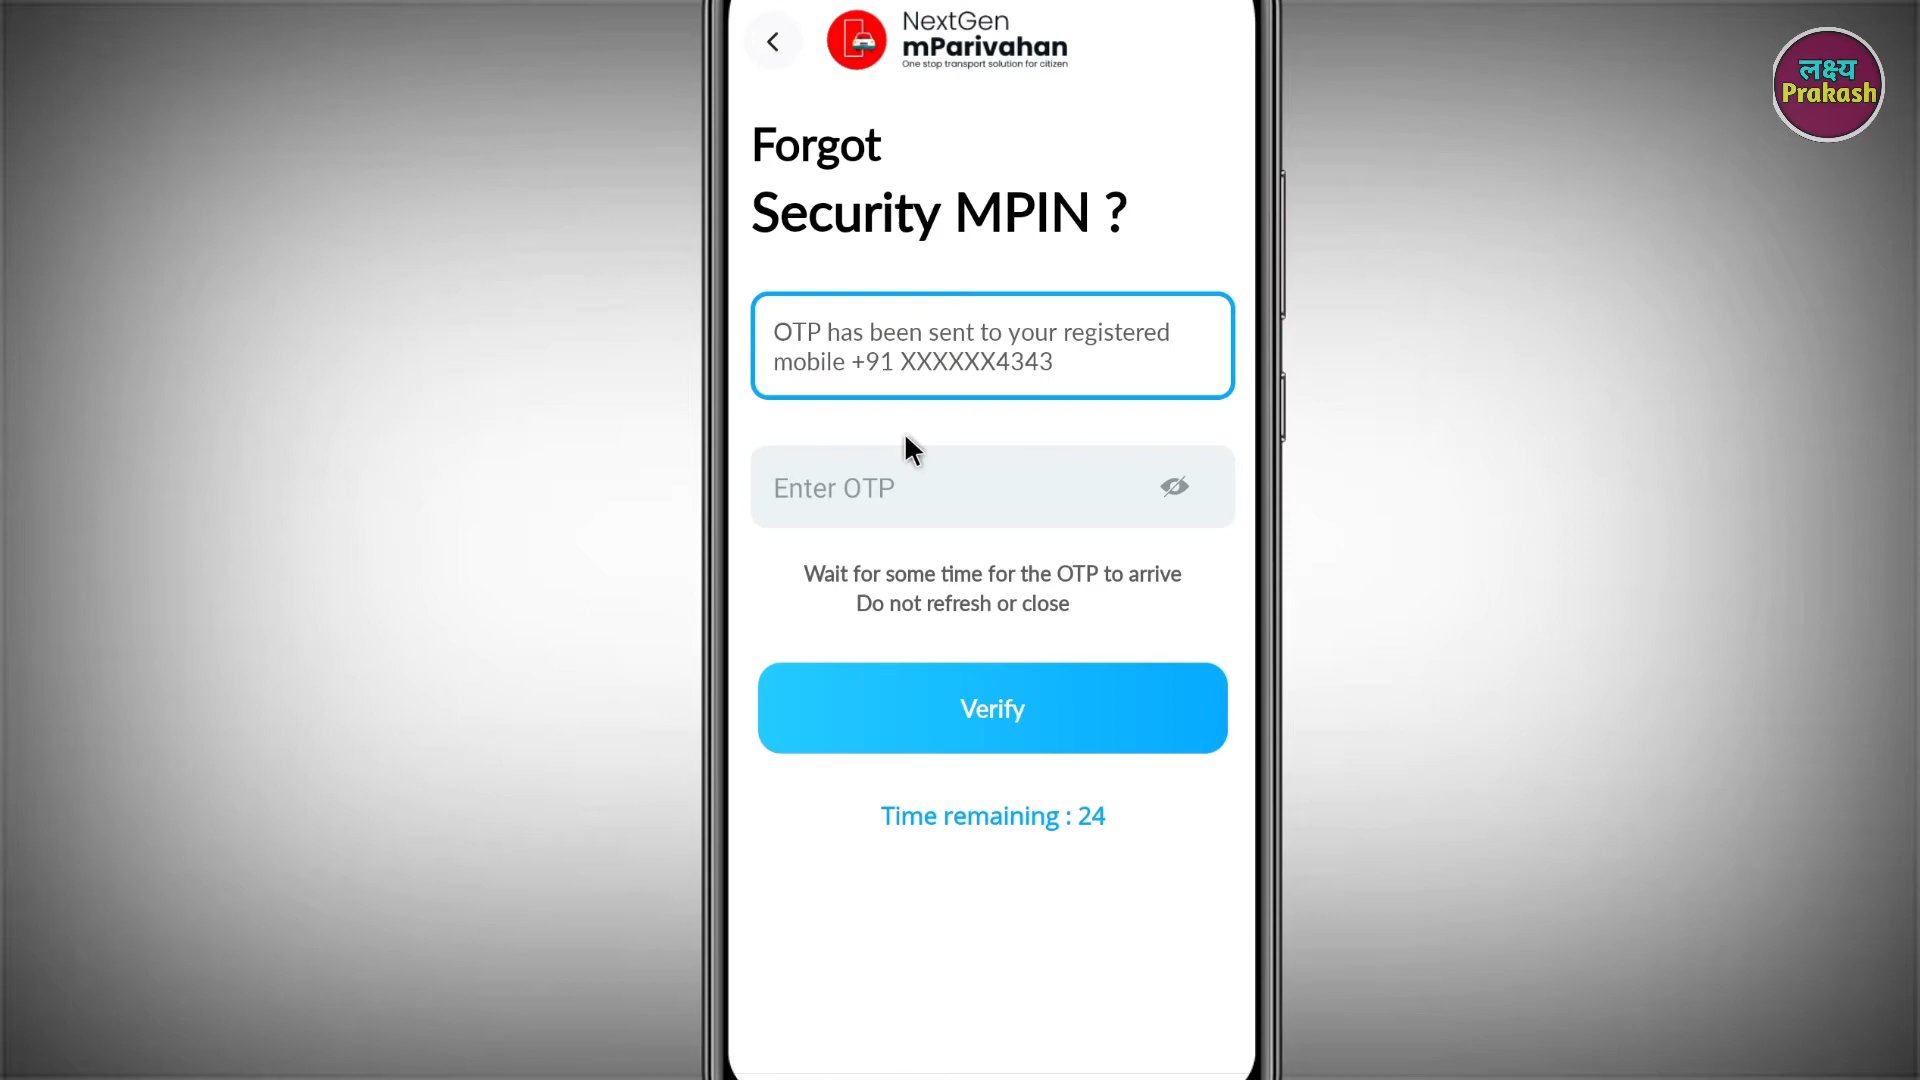 NextGen
mParivahan
One stop transport solution for citizen
लक्ष्य
Prakash
Forgot
Security MPIN ?
OTP has been sent to your registered
mobile +91 XXXXXX4343
Enter OTP
Wait for some time for the OTP to arrive
Do not refresh or close
Verify
Time remaining : 24